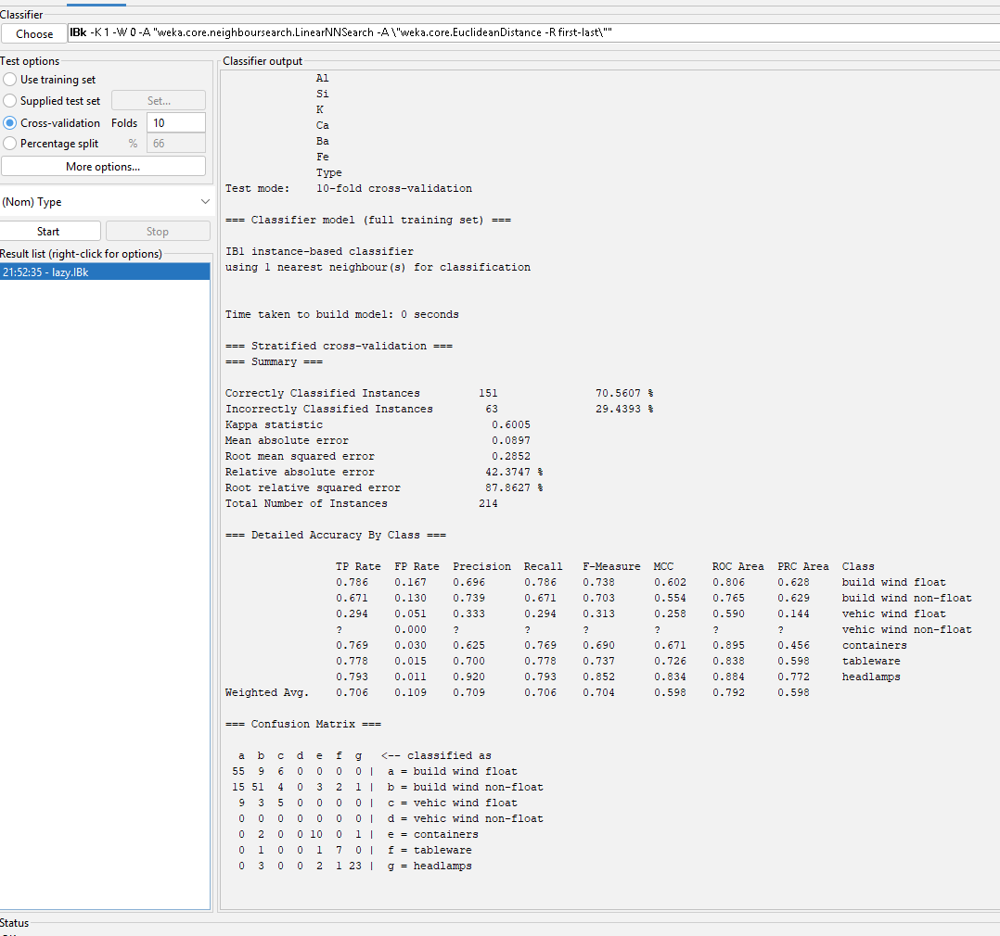 Classifier
Choose IBk -K 1 -W 0 -A "weka.core.neighboursearch.LinearNNSearch -A \"weka.core.EuclideanDistance -R first-last\""
Test options
Use training set
Supplied test set Set...
Cross-validation Folds 10
Percentage split % 66
More options...
(Nom) Type
Start Stop
Result list (right-click for options)
21:52:35 - lazy.IBk
Classifier output
Al
Si
K
Ca
Ba
Fe
Type
Test mode: 10-fold cross-validation
=== Classifier model (full training set) ===
IB1 instance-based classifier
using 1 nearest neighbour(s) for classification
Time taken to build model: 0 seconds
=== Stratified cross-validation ===
=== Summary ===
Correctly Classified Instances 151 70.5607 %
Incorrectly Classified Instances 63 29.4393 %
Kappa statistic 0.6005
Mean absolute error 0.0897
Root mean squared error 0.2852
Relative absolute error 42.3747 %
Root relative squared error 87.8627 %
Total Number of Instances 214
=== Detailed Accuracy By Class ===
TP Rate FP Rate Precision Recall F-Measure MCC ROC Area PRC Area Class
0.786 0.167 0.696 0.786 0.738 0.602 0.806 0.628 build wind float
0.671 0.130 0.739 0.671 0.703 0.554 0.765 0.629 build wind non-float
0.294 0.051 0.333 0.294 0.313 0.258 0.590 0.144 vehic wind float
? 0.000 ? ? ? ? ? ? vehic wind non-float
0.769 0.030 0.625 0.769 0.690 0.671 0.895 0.456 containers
0.778 0.015 0.700 0.778 0.737 0.726 0.838 0.598 tableware
0.793 0.011 0.920 0.793 0.852 0.834 0.884 0.772 headlamps
Weighted Avg. 0.706 0.109 0.709 0.706 0.704 0.598 0.792 0.598
=== Confusion Matrix ===
a b c d e f g <-- classified as
55 9 6 0 0 0 0 | a = build wind float
15 51 4 0 3 2 1 | b = build wind non-float
9 3 5 0 0 0 0 | c = vehic wind float
0 0 0 0 0 0 0 | d = vehic wind non-float
0 2 0 0 10 0 1 | e = containers
0 1 0 0 1 7 0 | f = tableware
0 3 0 0 2 1 23 | g = headlamps
Status